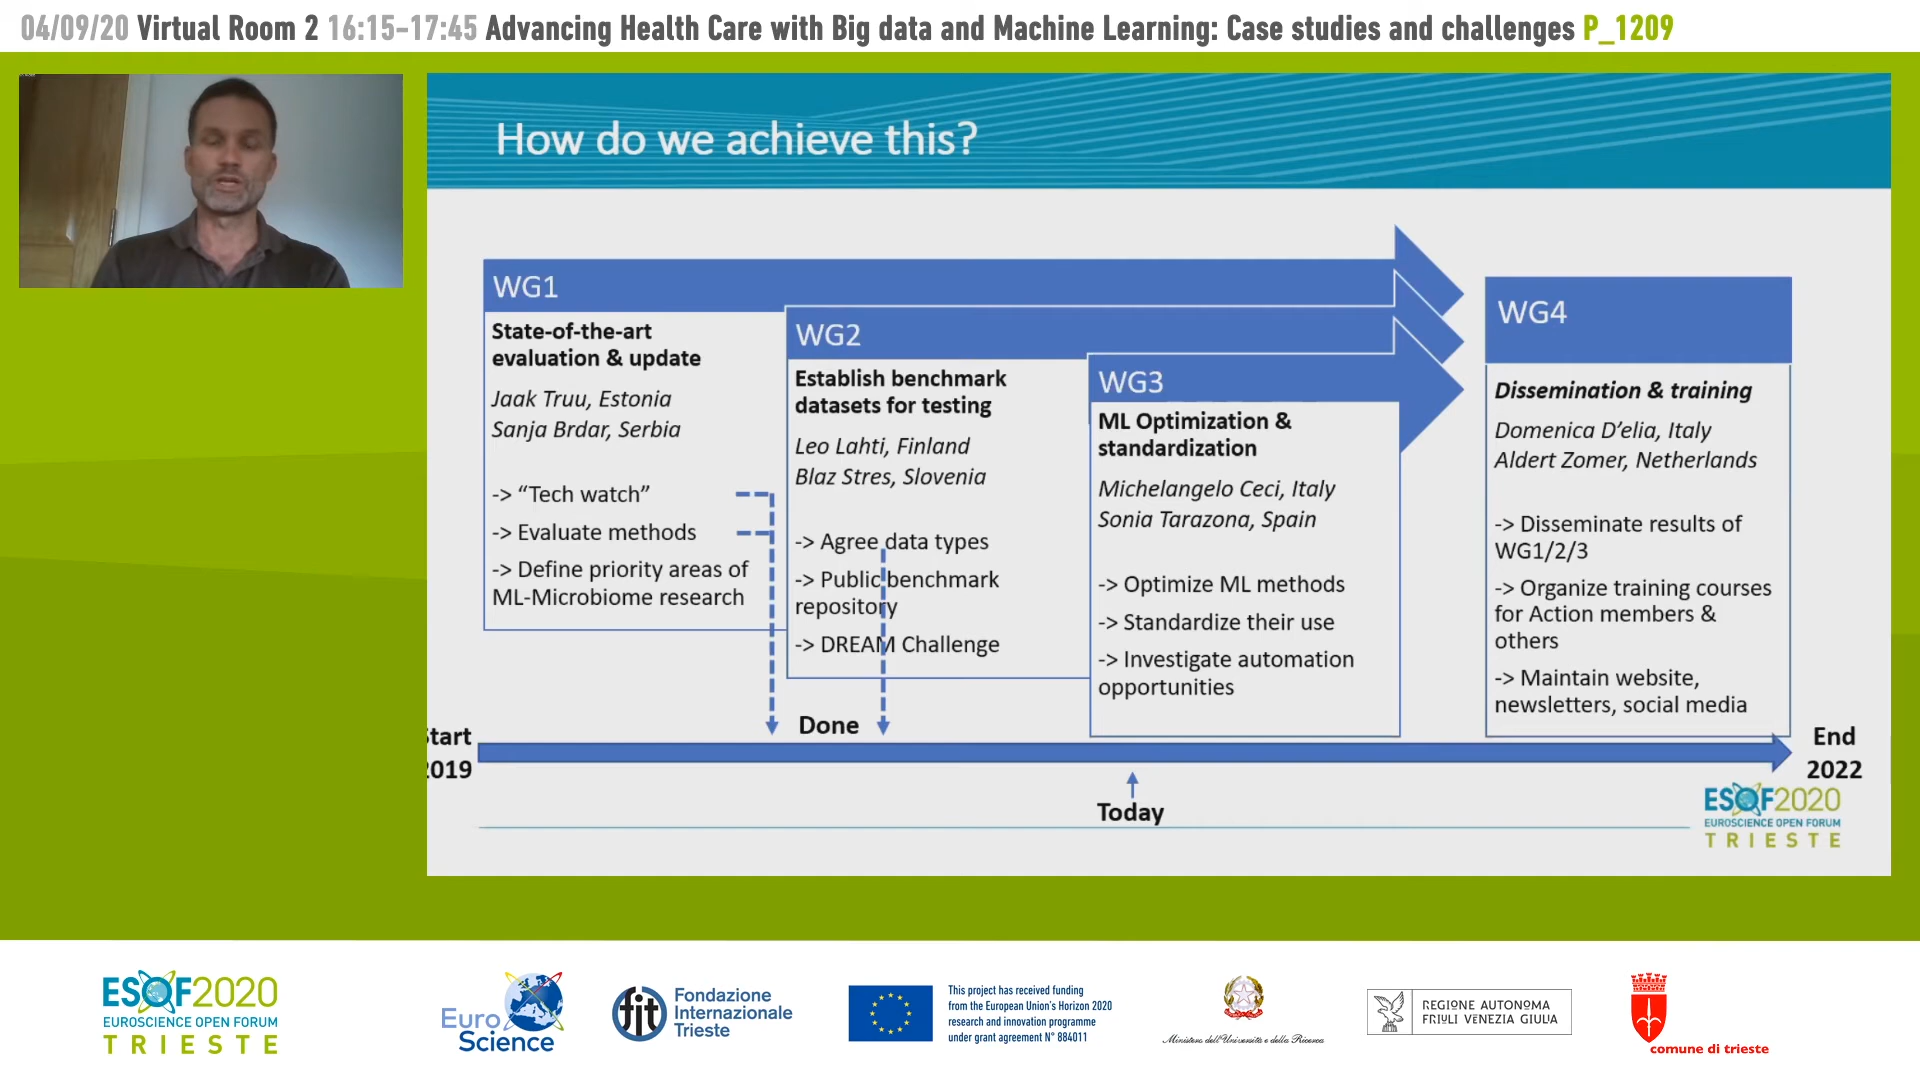 04/09/20 Virtual Room 2 16:15-17:45 Advancing Health Care with Big data and Machine Learning: Case studies and challenges P_1209
How do we achieve this?
WG1
State-of-the-art
evaluation & update
Jaak Truu, Estonia
Sanja Brdar, Serbia
-> “Tech watch”
-> Evaluate methods
-> Define priority areas of
ML-Microbiome research
WG2
Establish benchmark
datasets for testing
Leo Lahti, Finland
Blaz Stres, Slovenia
-> Agree data types
-> Public benchmark
repository
-> DREAM Challenge
WG3
ML Optimization &
standardization
Michelangelo Ceci, Italy
Sonia Tarazona, Spain
-> Optimize ML methods
-> Standardize their use
-> Investigate automation
opportunities
WG4
Dissemination & training
Domenica D’elia, Italy
Aldert Zomer, Netherlands
-> Disseminate results of
WG1/2/3
-> Organize training courses
for Action members &
others
-> Maintain website,
newsletters, social media
Start
2019
Done
Today
End
2022
ESOF2020
EUROSCIENCE OPEN FORUM
TRIESTE
ESOF2020
EUROSCIENCE OPEN FORUM
TRIESTE
Euro
Science
fit
Fondazione
Internazionale
Trieste
This project has received funding
from the European Union's Horizon 2020
research and innovation programme
under grant agreement N° 884011
Ministero dell'Università e della Ricerca
REGIONE AUTONOMA
FRIULI VENEZIA GIULIA
comune di trieste